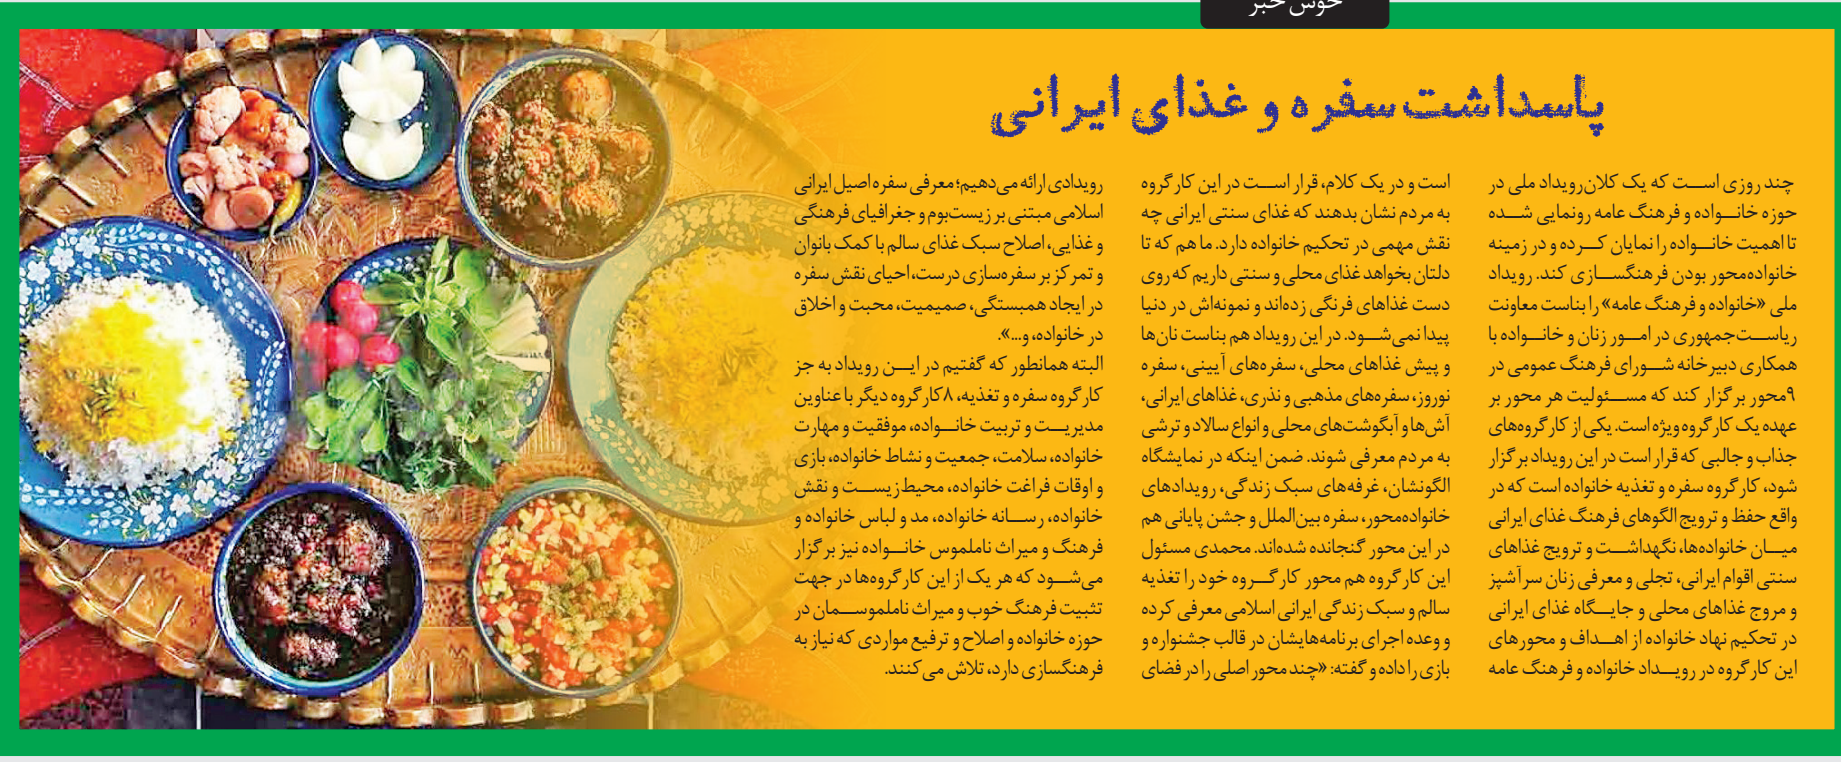 خوش خبر
پاسداشت سفره و غذای ایرانی
چند روزی است که یک کلان‌رویداد ملی در
حوزه خانواده و فرهنگ عامه رونمایی شده
تا اهمیت خانواده را نمایان کرده و در زمینه
خانواده‌محور بودن فرهنگسازی کند. رویداد
ملی «خانواده و فرهنگ عامه» را بناست معاونت
ریاست‌جمهوری در امور زنان و خانواده با
همکاری دبیرخانه شورای فرهنگ عمومی در
۹محور برگزار کند که مسئولیت هر محور بر
عهده یک کارگروه ویژه است. یکی از کارگروه‌های
جذاب و جالبی که قرار است در این رویداد برگزار
شود، کارگروه سفره و تغذیه خانواده است که در
واقع حفظ و ترویج الگوهای فرهنگ غذای ایرانی
میان خانواده‌ها، نگهداشت و ترویج غذاهای
سنتی اقوام ایرانی، تجلی و معرفی زنان سرآشپز
و مروج غذاهای محلی و جایگاه غذای ایرانی
در تحکیم نهاد خانواده از اهداف و محورهای
این کارگروه در رویداد خانواده و فرهنگ عامه
است و در یک کلام، قرار است در این کارگروه
به مردم نشان بدهند که غذای سنتی ایرانی چه
نقش مهمی در تحکیم خانواده دارد. ما هم که تا
دلتان بخواهد غذای محلی و سنتی داریم که روی
دست غذاهای فرنگی زده‌اند و نمونه‌اش در دنیا
پیدا نمی‌شود. در این رویداد هم بناست نان‌ها
و پیش غذاهای محلی، سفره‌های آیینی، سفره
نوروز، سفره‌های مذهبی و نذری، غذاهای ایرانی،
آش‌ها و آبگوشت‌های محلی و انواع سالاد و ترشی
به مردم معرفی شوند. ضمن اینکه در نمایشگاه
الگونشان، غرفه‌های سبک زندگی، رویدادهای
خانواده‌محور، سفره بین‌الملل و جشن پایانی هم
در این محور گنجانده شده‌اند. محمدی مسئول
این کارگروه هم محور کارگروه خود را تغذیه
سالم و سبک زندگی ایرانی اسلامی معرفی کرده
و وعده اجرای برنامه‌هایشان در قالب جشنواره و
بازی را داده و گفته: «چند محور اصلی را در فضای
رویدادی ارائه می‌دهیم؛ معرفی سفره اصیل ایرانی
اسلامی مبتنی بر زیست‌بوم و جغرافیای فرهنگی
و غذایی، اصلاح سبک غذای سالم با کمک بانوان
و تمرکز بر سفره‌سازی درست، احیای نقش سفره
در ایجاد همبستگی، صمیمیت، محبت و اخلاق
در خانواده، و...».
البته همانطور که گفتیم در این رویداد به جز
کارگروه سفره و تغذیه، ۸کارگروه دیگر با عناوین
مدیریت و تربیت خانواده، موفقیت و مهارت
خانواده، سلامت، جمعیت و نشاط خانواده، بازی
و اوقات فراغت خانواده، محیط‌زیست و نقش
خانواده، رسانه خانواده، مد و لباس خانواده و
فرهنگ و میراث ناملموس خانواده نیز برگزار
می‌شود که هر یک از این کارگروه‌ها در جهت
تثبیت فرهنگ خوب و میراث ناملموسمان در
حوزه خانواده و اصلاح و ترفیع مواردی که نیاز به
فرهنگسازی دارد، تلاش می‌کنند.